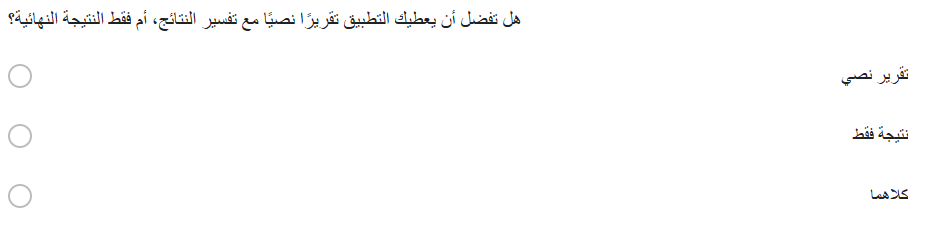 هل تفضل أن يعطيك التطبيق تقريرًا نصيًا مع تفسير النتائج، أم فقط النتيجة النهائية؟
تقرير نصي
نتيجة فقط
كلاهما